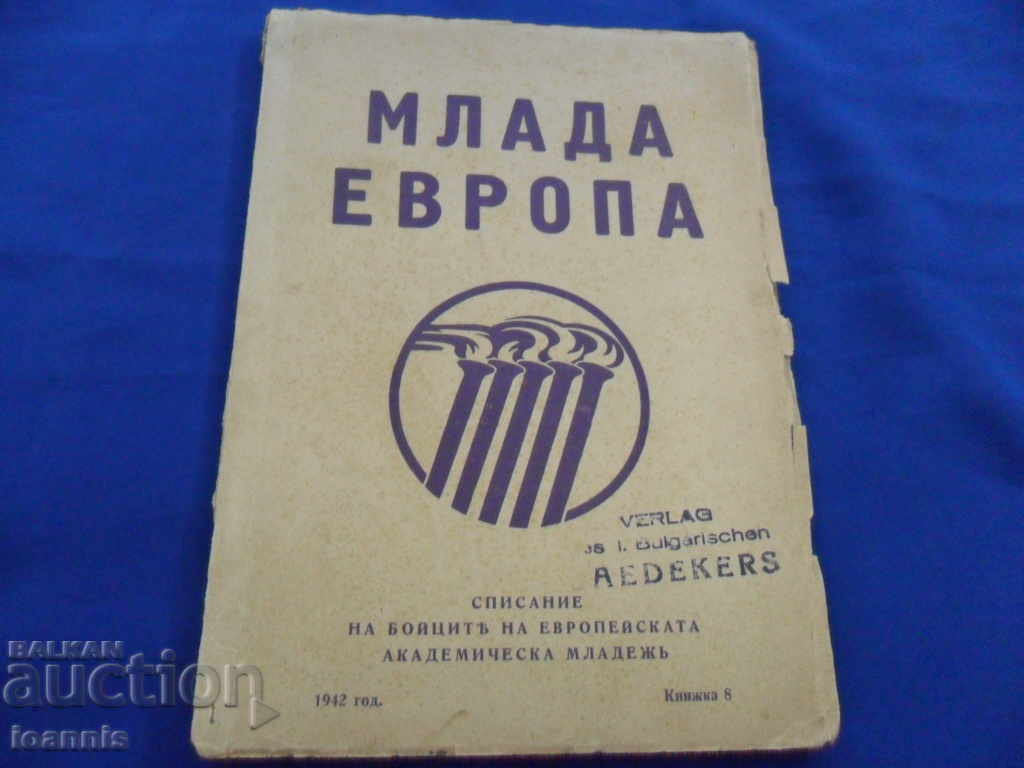 МЛАДА
ЕВРОПА
VERLAG
I. Bulgarischen
AEDEKERS
СПИСАНИЕ
НА БОЙЦИТѢ НА ЕВРОПЕЙСКАТА
АКАДЕМИЧЕСКА МЛАДЕЖЬ
1942 год.
Книжка 8
BALKAN
auction
ioannis